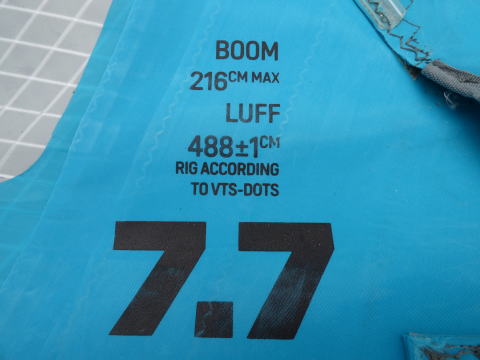 BOOM
216CM MAX
LUFF
488±1CM
RIG ACCORDING
TO VTS-DOTS
7.7